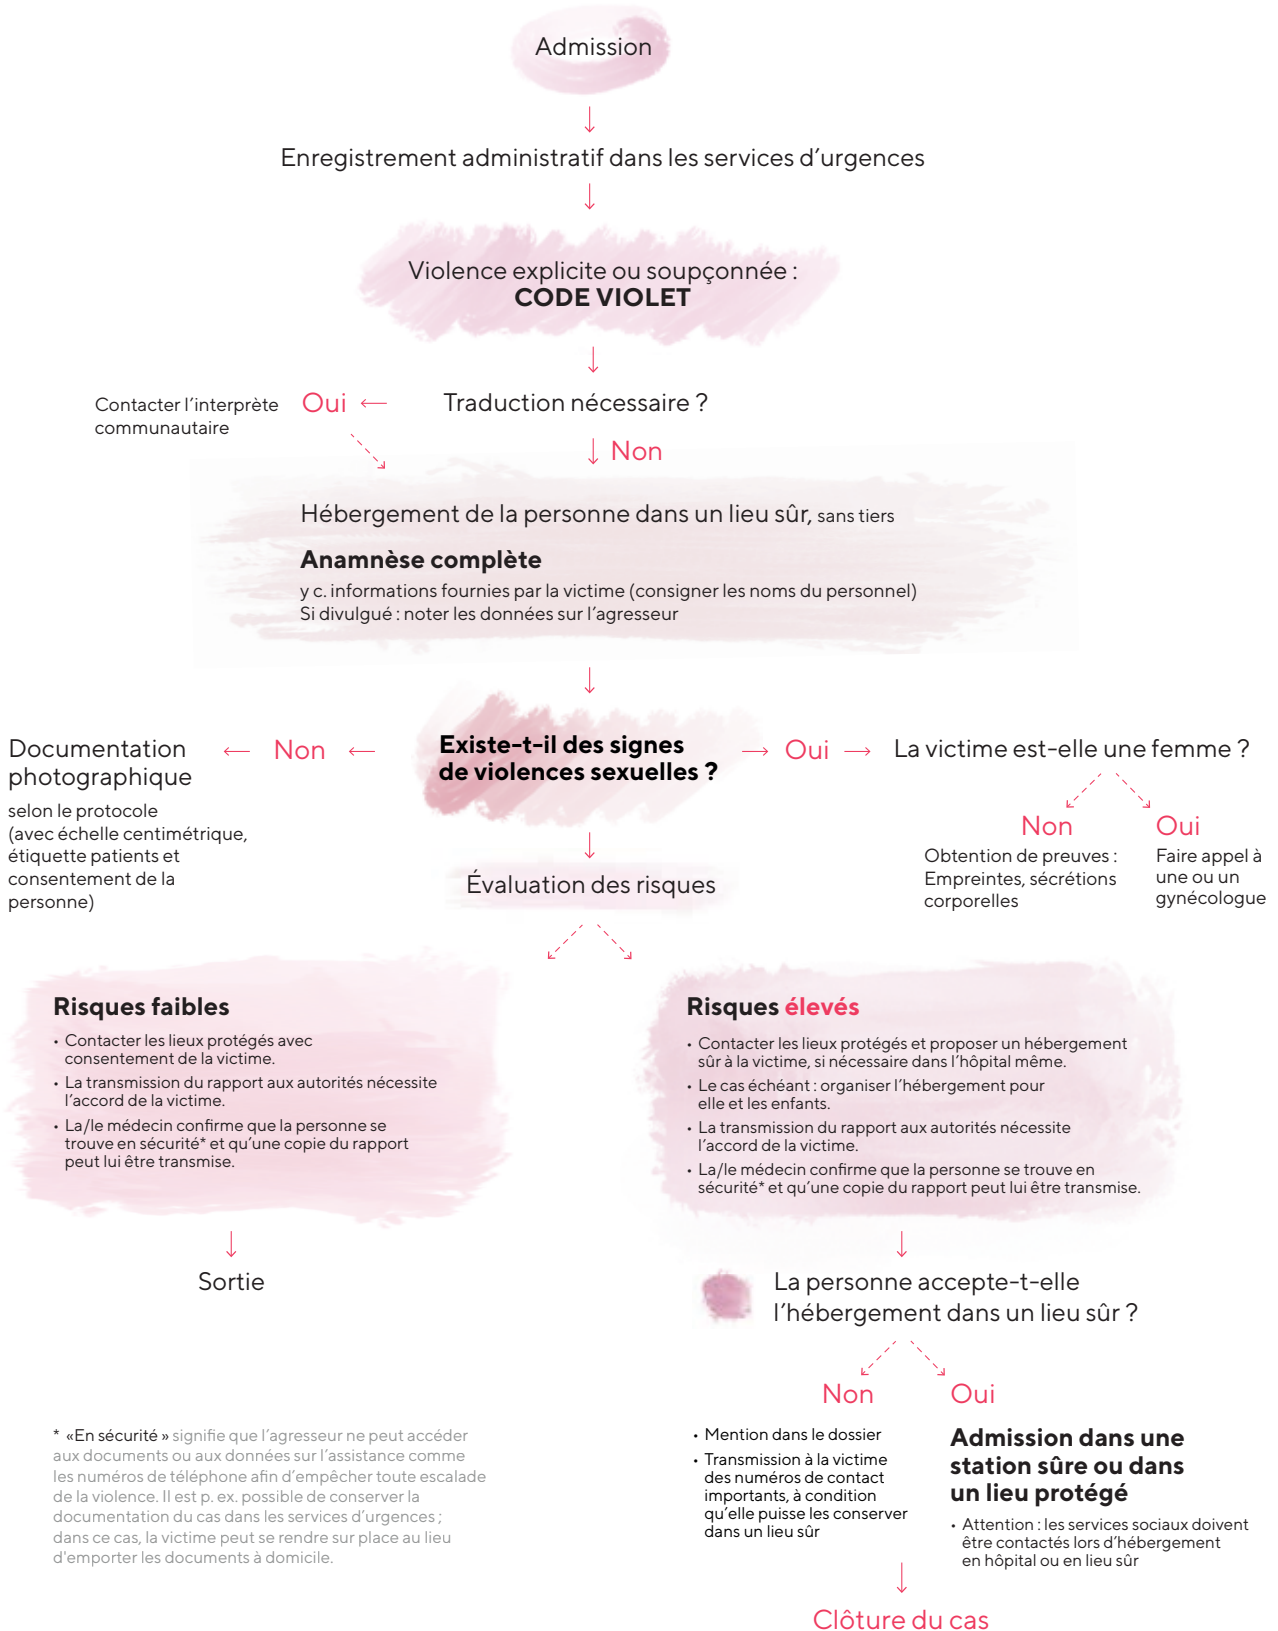 Admission
Enregistrement administratif dans les services d’urgences
Violence explicite ou soupçonnée :
CODE VIOLET
Traduction nécessaire ?
Oui
Contacter l’interprète
communautaire
Non
Hébergement de la personne dans un lieu sûr, sans tiers
Anamnèse complète
y c. informations fournies par la victime (consigner les noms du personnel)
Si divulgué : noter les données sur l’agresseur
Existe-t-il des signes
de violences sexuelles ?
Non
Documentation
photographique
selon le protocole
(avec échelle centimétrique,
étiquette patients et
consentement de la
personne)
Oui
La victime est-elle une femme ?
Non
Obtention de preuves :
Empreintes, sécrétions
corporelles
Oui
Faire appel à
une ou un
gynécologue
Évaluation des risques
Risques faibles
• Contacter les lieux protégés avec
consentement de la victime.
• La transmission du rapport aux autorités nécessite
l’accord de la victime.
• La/le médecin confirme que la personne se
trouve en sécurité* et qu’une copie du rapport
peut lui être transmise.
Sortie
Risques élevés
• Contacter les lieux protégés et proposer un hébergement
sûr à la victime, si nécessaire dans l’hôpital même.
• Le cas échéant : organiser l’hébergement pour
elle et les enfants.
• La transmission du rapport aux autorités nécessite
l’accord de la victime.
• La/le médecin confirme que la personne se trouve en
sécurité* et qu’une copie du rapport peut lui être transmise.
La personne accepte-t-elle
l’hébergement dans un lieu sûr ?
Non
• Mention dans le dossier
• Transmission à la victime
des numéros de contact
importants, à condition
qu’elle puisse les conserver
dans un lieu sûr
Oui
Admission dans une
station sûre ou dans
un lieu protégé
• Attention : les services sociaux doivent
être contactés lors d’hébergement
en hôpital ou en lieu sûr
Clôture du cas
* «En sécurité » signifie que l’agresseur ne peut accéder
aux documents ou aux données sur l’assistance comme
les numéros de téléphone afin d’empêcher toute escalade
de la violence. Il est p. ex. possible de conserver la
documentation du cas dans les services d’urgences ;
dans ce cas, la victime peut se rendre sur place au lieu
d'emporter les documents à domicile.